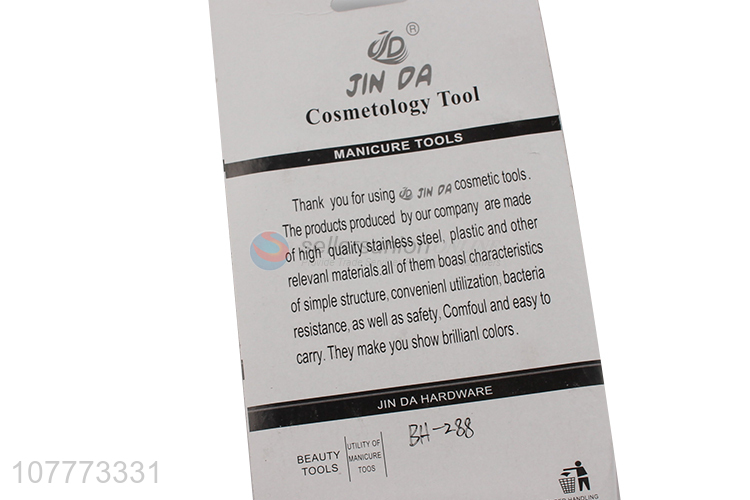 JD ®
JIN DA
Cosmetology Tool
MANICURE TOOLS
Thank you for using JD JIN DA cosmetic tools.
The products produced by our company are made
of high quality stainless steel, plastic and other
relevanl materials.all of them boasl characteristics
of simple structure, convenienl utilization, bacteria
resistance, as well as safety, Comfoul and easy to
carry. They make you show brillianl colors.
sellersunion
JIN DA HARDWARE
BEAUTY
TOOLS
UTILITY OF
MANICURE
TOOS
BH-288
HANDLING
107773331